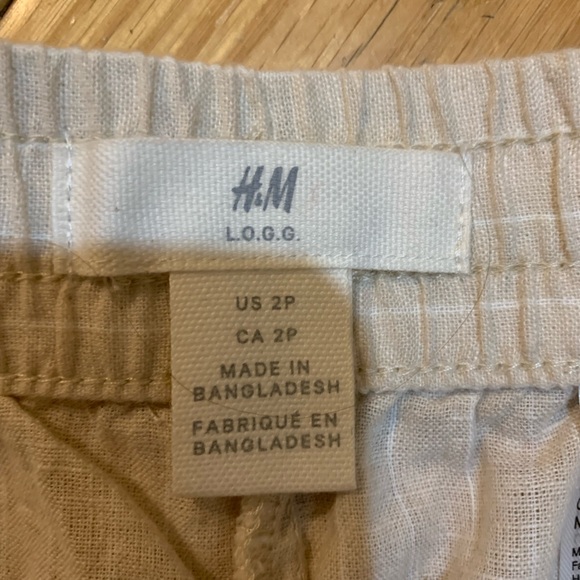 H&M
L.O.G.G.
US 2P
CA 2P
MADE IN
BANGLADESH
FABRIQUÉ EN
BANGLADESH